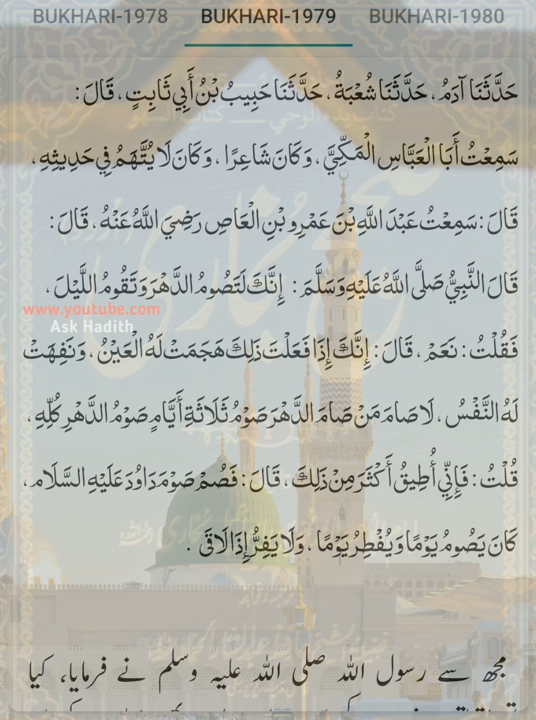 BUKHARI-1978 BUKHARI-1979 BUKHARI-1980
حَدَّثَنَا آدَمُ ، حَدَّثَنَا شُعْبَةُ ، حَدَّثَنَا حَبِيبُ بْنُ أَبِي ثَابِتٍ ، قَالَ :
سَمِعْتُ أَبَا الْعَبَّاسِ الْمَكِّيَّ ، وَكَانَ شَاعِرًا ، وَكَانَ لَا يُتَّهَمُ فِي حَدِيثِهِ ،
قَالَ : سَمِعْتُ عَبْدَ اللَّهِ بْنَ عَمْرِو بْنِ الْعَاصِ رَضِيَ اللَّهُ عَنْهُ ، قَالَ :
قَالَ النَّبِيُّ صَلَّى اللَّهُ عَلَيْهِ وَسَلَّمَ : إِنَّكَ لَتَصُومُ الدَّهْرَ وَتَقُومُ اللَّيْلَ ،
www.youtube.com
Ask Hadith
فَقُلْتُ : نَعَمْ ، قَالَ : إِنَّكَ إِذَا فَعَلْتَ ذَلِكَ هَجَمَتْ لَهُ الْعَيْنُ ، وَنَفِهَتْ
لَهُ النَّفْسُ ، لَا صَامَ مَنْ صَامَ الدَّهْرَ صَوْمُ ثَلَاثَةِ أَيَّامٍ صَوْمُ الدَّهْرِ كُلِّهِ ،
قُلْتُ : فَإِنِّي أُطِيقُ أَكْثَرَ مِنْ ذَلِكَ ، قَالَ : فَصُمْ صَوْمَ دَاوُدَ عَلَيْهِ السَّلَام ،
كَانَ يَصُومُ يَوْمًا وَيُفْطِرُ يَوْمًا ، وَلَا يَفِرُّ إِذَا لَاقَى .
مجھ سے رسول اللہ صلی اللہ علیہ وسلم نے فرمایا، کیا